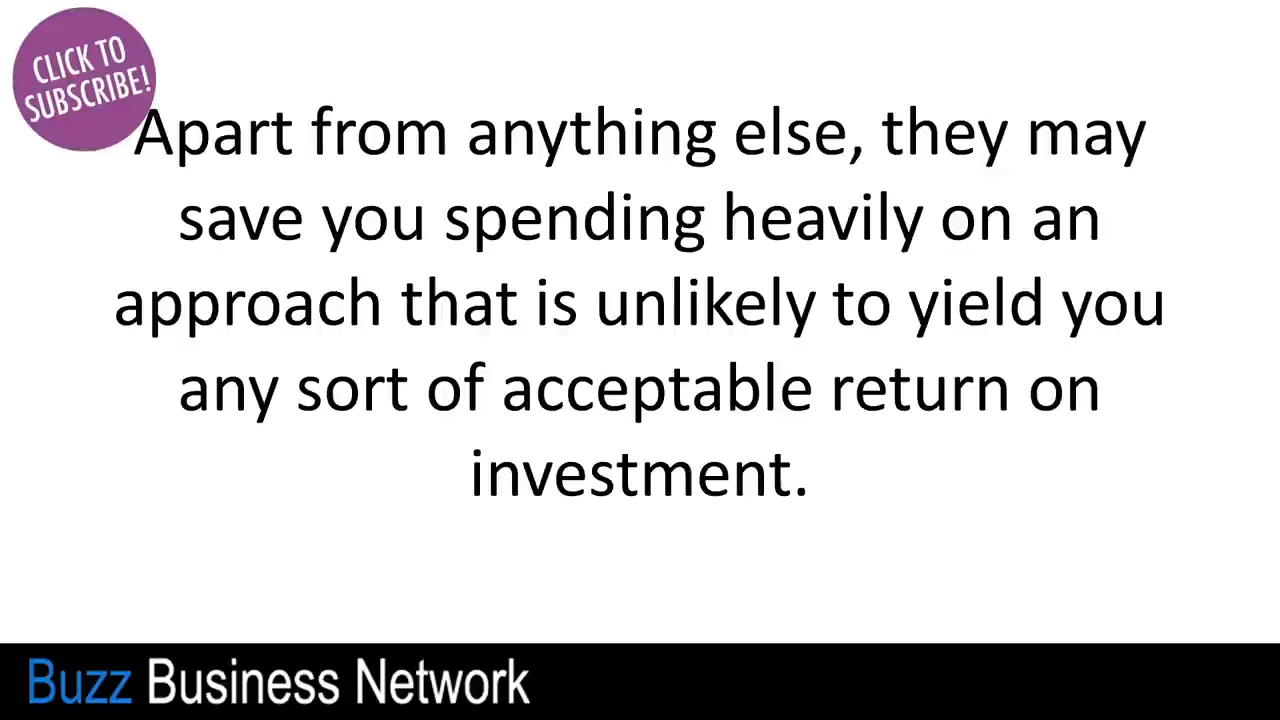 CLICK TO
SUBSCRIBE!
Apart from anything else, they may
save you spending heavily on an
approach that is unlikely to yield you
any sort of acceptable return on
investment.
Buzz Business Network